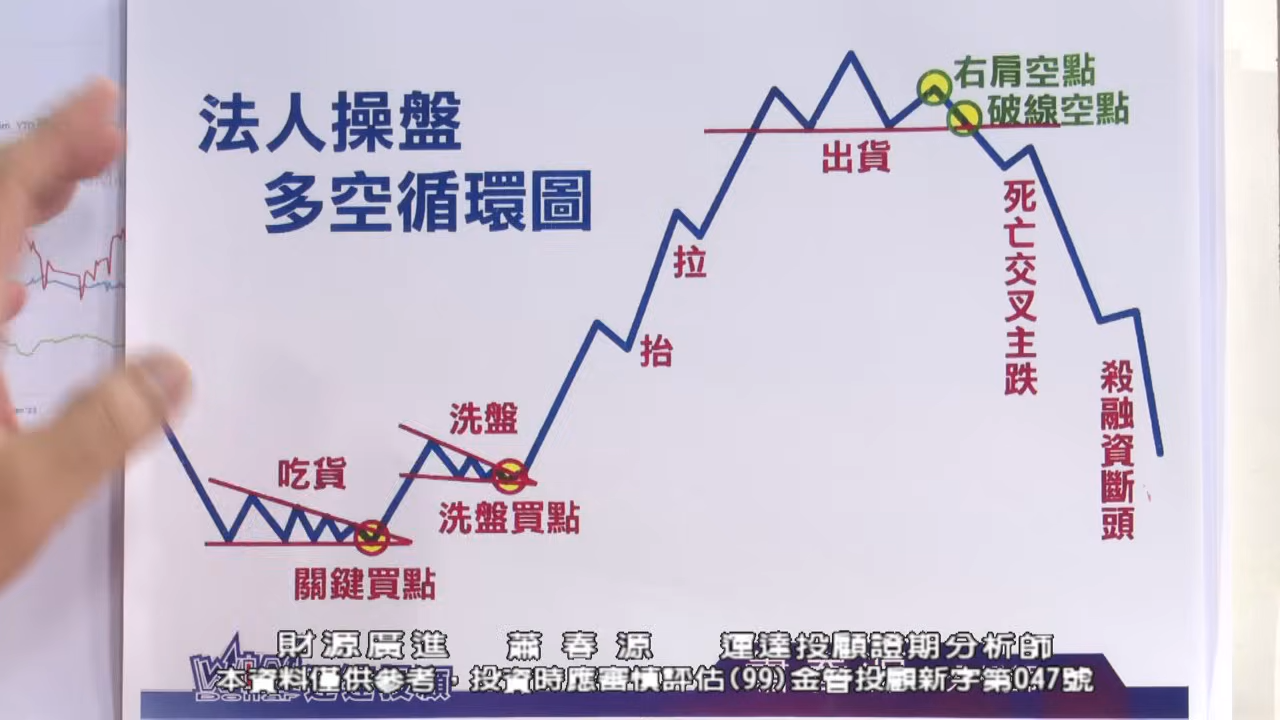 法人操盤
多空循環圖
右肩空點
破線空點
出貨
拉
抬
死亡交叉主跌
殺融資斷頭
洗盤
吃貨
洗盤買點
關鍵買點
財源廣進 蕭春源 運達投顧證期分析師
本資料僅供參考,投資時應審慎評估(99)金管投顧新字第047號